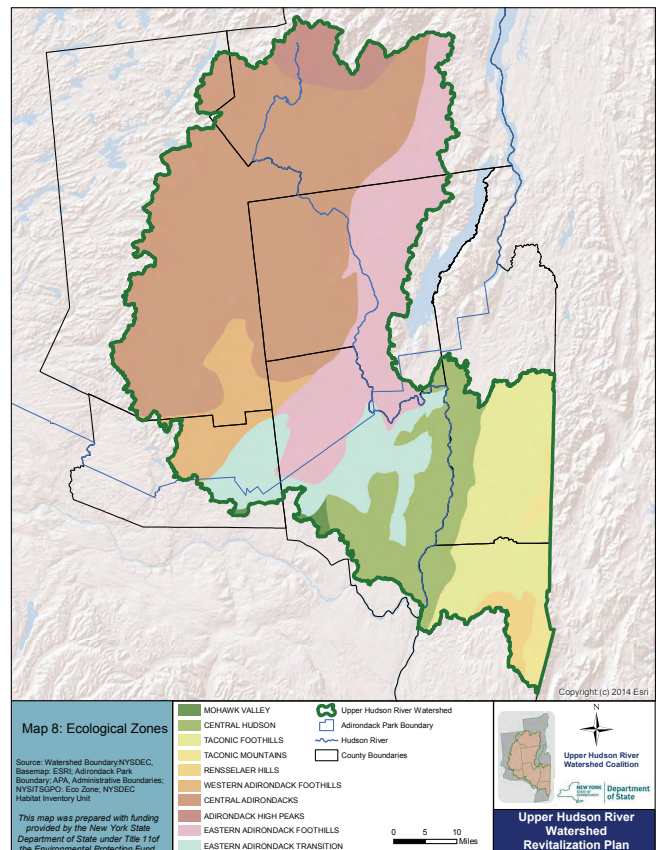 Copyright:(c) 2014 Esri
Map 8: Ecological Zones
Source: Watershed Boundary:NYSDEC,
Basemap: ESRI; Adirondack Park
Boundary; APA, Administrative Boundaries;
NYSITSGPO: Eco Zone; NYSDEC
Habitat Inventory Unit
This map was prepared with funding
provided by the New York State
Department of State under Title 11of
the Environmental Protection Fund
MOHAWK VALLEY
CENTRAL HUDSON
TACONIC FOOTHILLS
TACONIC MOUNTAINS
RENSSELAER HILLS
WESTERN ADIRONDACK FOOTHILLS
CENTRAL ADIRONDACKS
ADIRONDACK HIGH PEAKS
EASTERN ADIRONDACK FOOTHILLS
EASTERN ADIRONDACK TRANSITION
Upper Hudson River Watershed
Adirondack Park Boundary
Hudson River
County Boundaries
0 5 10
Miles
N
Upper Hudson River
Watershed Coalition
NEW YORK
STATE OF
OPPORTUNITY
Department
of State
Upper Hudson River
Watershed
Revitalization Plan